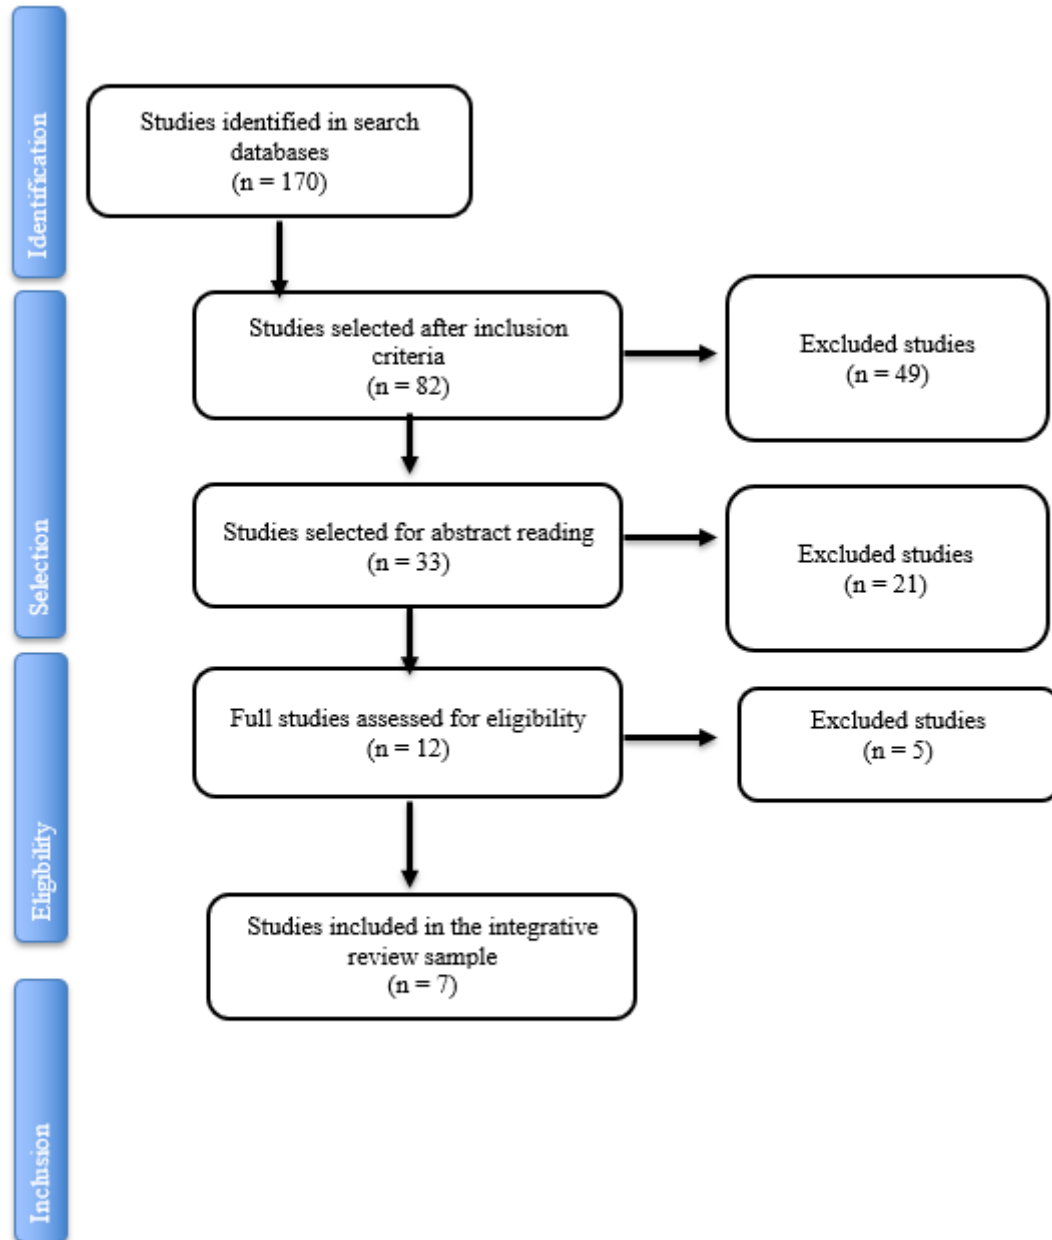 Identification
Studies identified in search
databases
(n = 170)
Selection
Studies selected after inclusion
criteria
(n = 82)
Excluded studies
(n = 49)
Studies selected for abstract reading
(n = 33)
Excluded studies
(n = 21)
Eligibility
Full studies assessed for eligibility
(n = 12)
Excluded studies
(n = 5)
Studies included in the integrative
review sample
(n = 7)
Inclusion